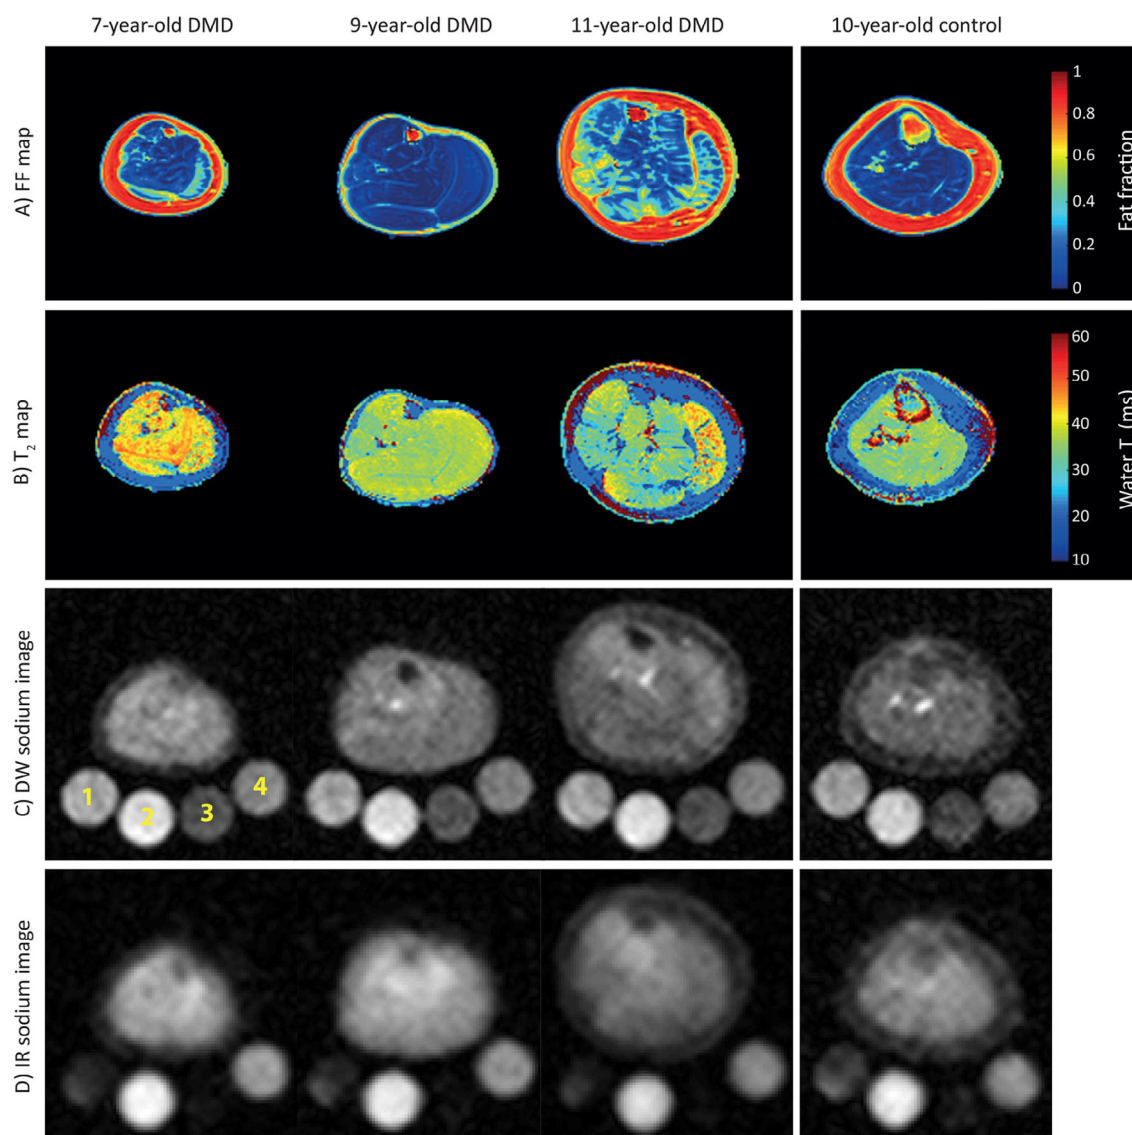 7-year-old DMD
9-year-old DMD
11-year-old DMD
10-year-old control
A) FF map
1
0.8
0.6
0.4
0.2
0
Fat fraction
B) T2 map
60
50
40
30
20
10
Water T (ms)
C) DW sodium image
1
2
3
4
D) IR sodium image